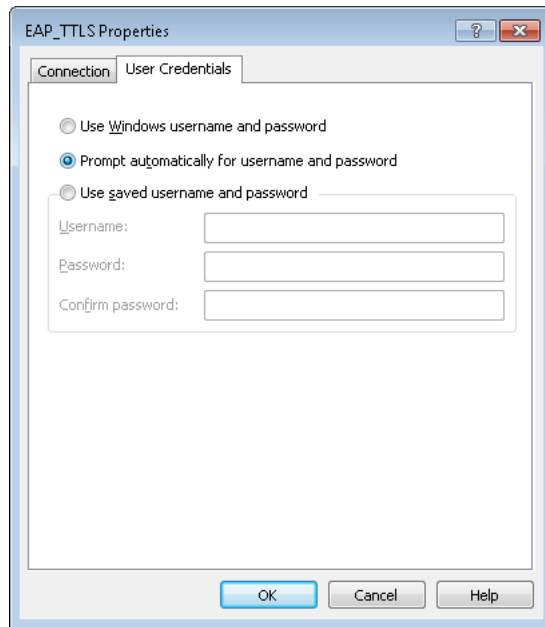 EAP_TTLS Properties
?
Connection User Credentials
Use Windows username and password
Prompt automatically for username and password
Use saved username and password
Username:
Password:
Confirm password:
OK Cancel Help